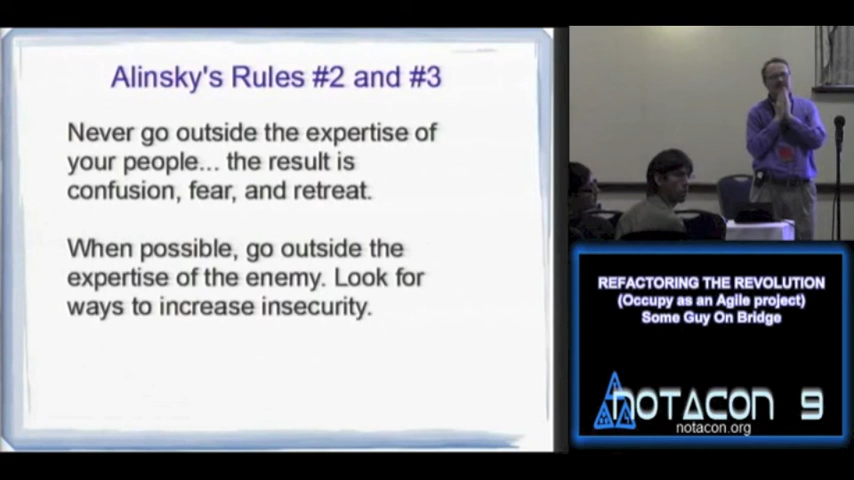 Alinsky's Rules #2 and #3
Never go outside the expertise of
your people... the result is
confusion, fear, and retreat.
When possible, go outside the
expertise of the enemy. Look for
ways to increase insecurity.
REFACTORING THE REVOLUTION
(Occupy as an Agile project)
Some Guy On Bridge
NOTACON 9
notacon.org